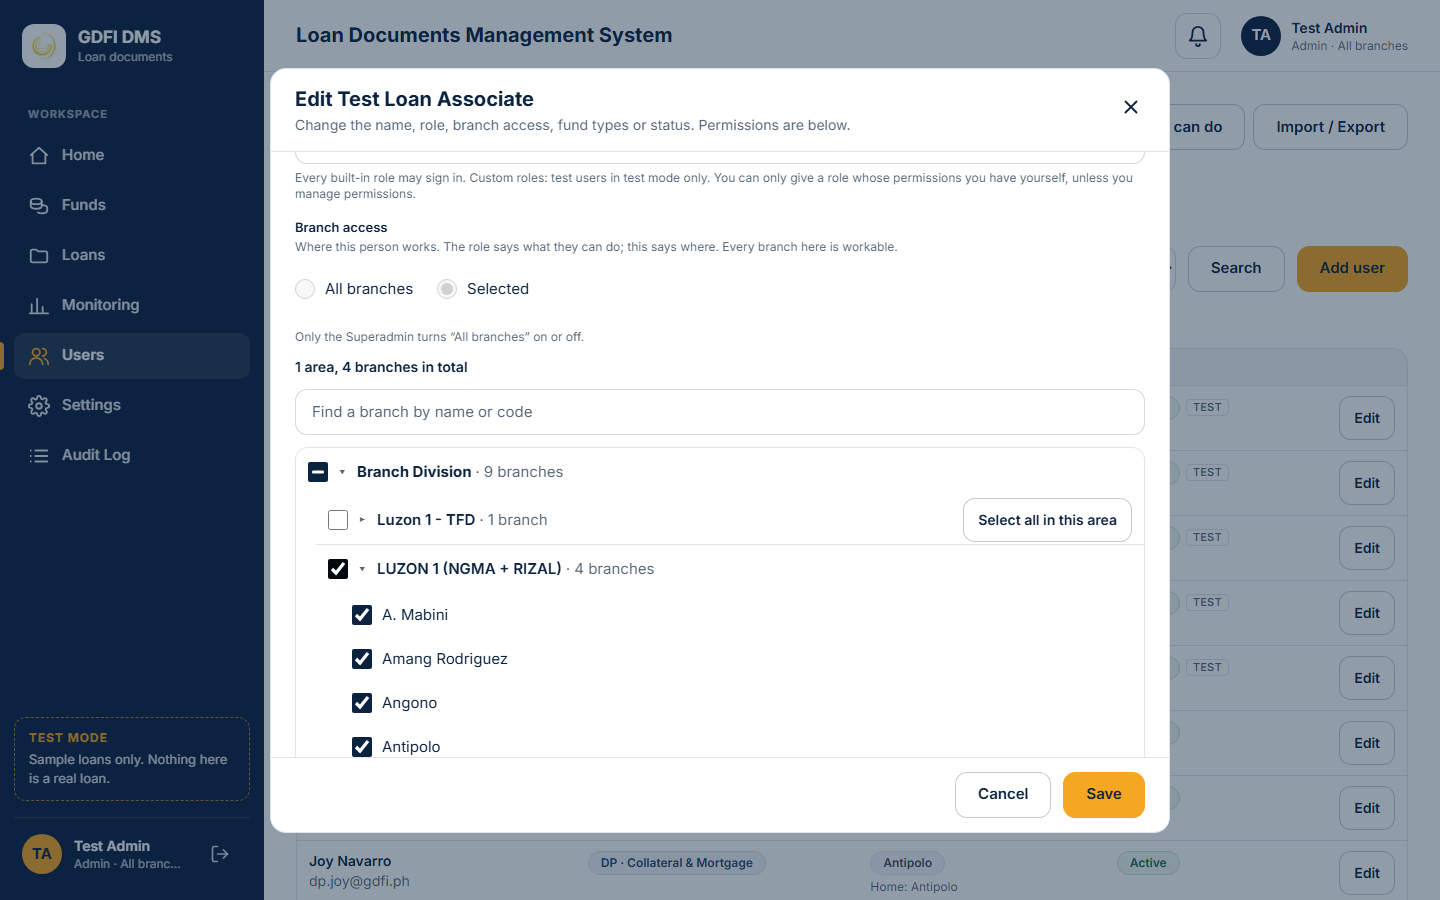 GDFI DMS
Loan documents
WORKSPACE
Home
Funds
Loans
Monitoring
Users
Settings
Audit Log
TEST MODE
Sample loans only. Nothing here
is a real loan.
TA
Test Admin
Admin · All branc...
Loan Documents Management System
TA
Test Admin
Admin · All branches
can do
Import / Export
Search
Add user
Edit Test Loan Associate
Change the name, role, branch access, fund types or status. Permissions are below.
Every built-in role may sign in. Custom roles: test users in test mode only. You can only give a role whose permissions you have yourself, unless you
manage permissions.
Branch access
Where this person works. The role says what they can do; this says where. Every branch here is workable.
All branches
Selected
Only the Superadmin turns “All branches” on or off.
1 area, 4 branches in total
Find a branch by name or code
Branch Division · 9 branches
Luzon 1 - TFD · 1 branch
Select all in this area
LUZON 1 (NGMA + RIZAL) · 4 branches
A. Mabini
Amang Rodriguez
Angono
Antipolo
Cancel
Save
TEST
Edit
TEST
Edit
TEST
Edit
TEST
Edit
TEST
Edit
Edit
Edit
Joy Navarro
dp.joy@gdfi.ph
DP · Collateral & Mortgage
Antipolo
Home: Antipolo
Active
Edit